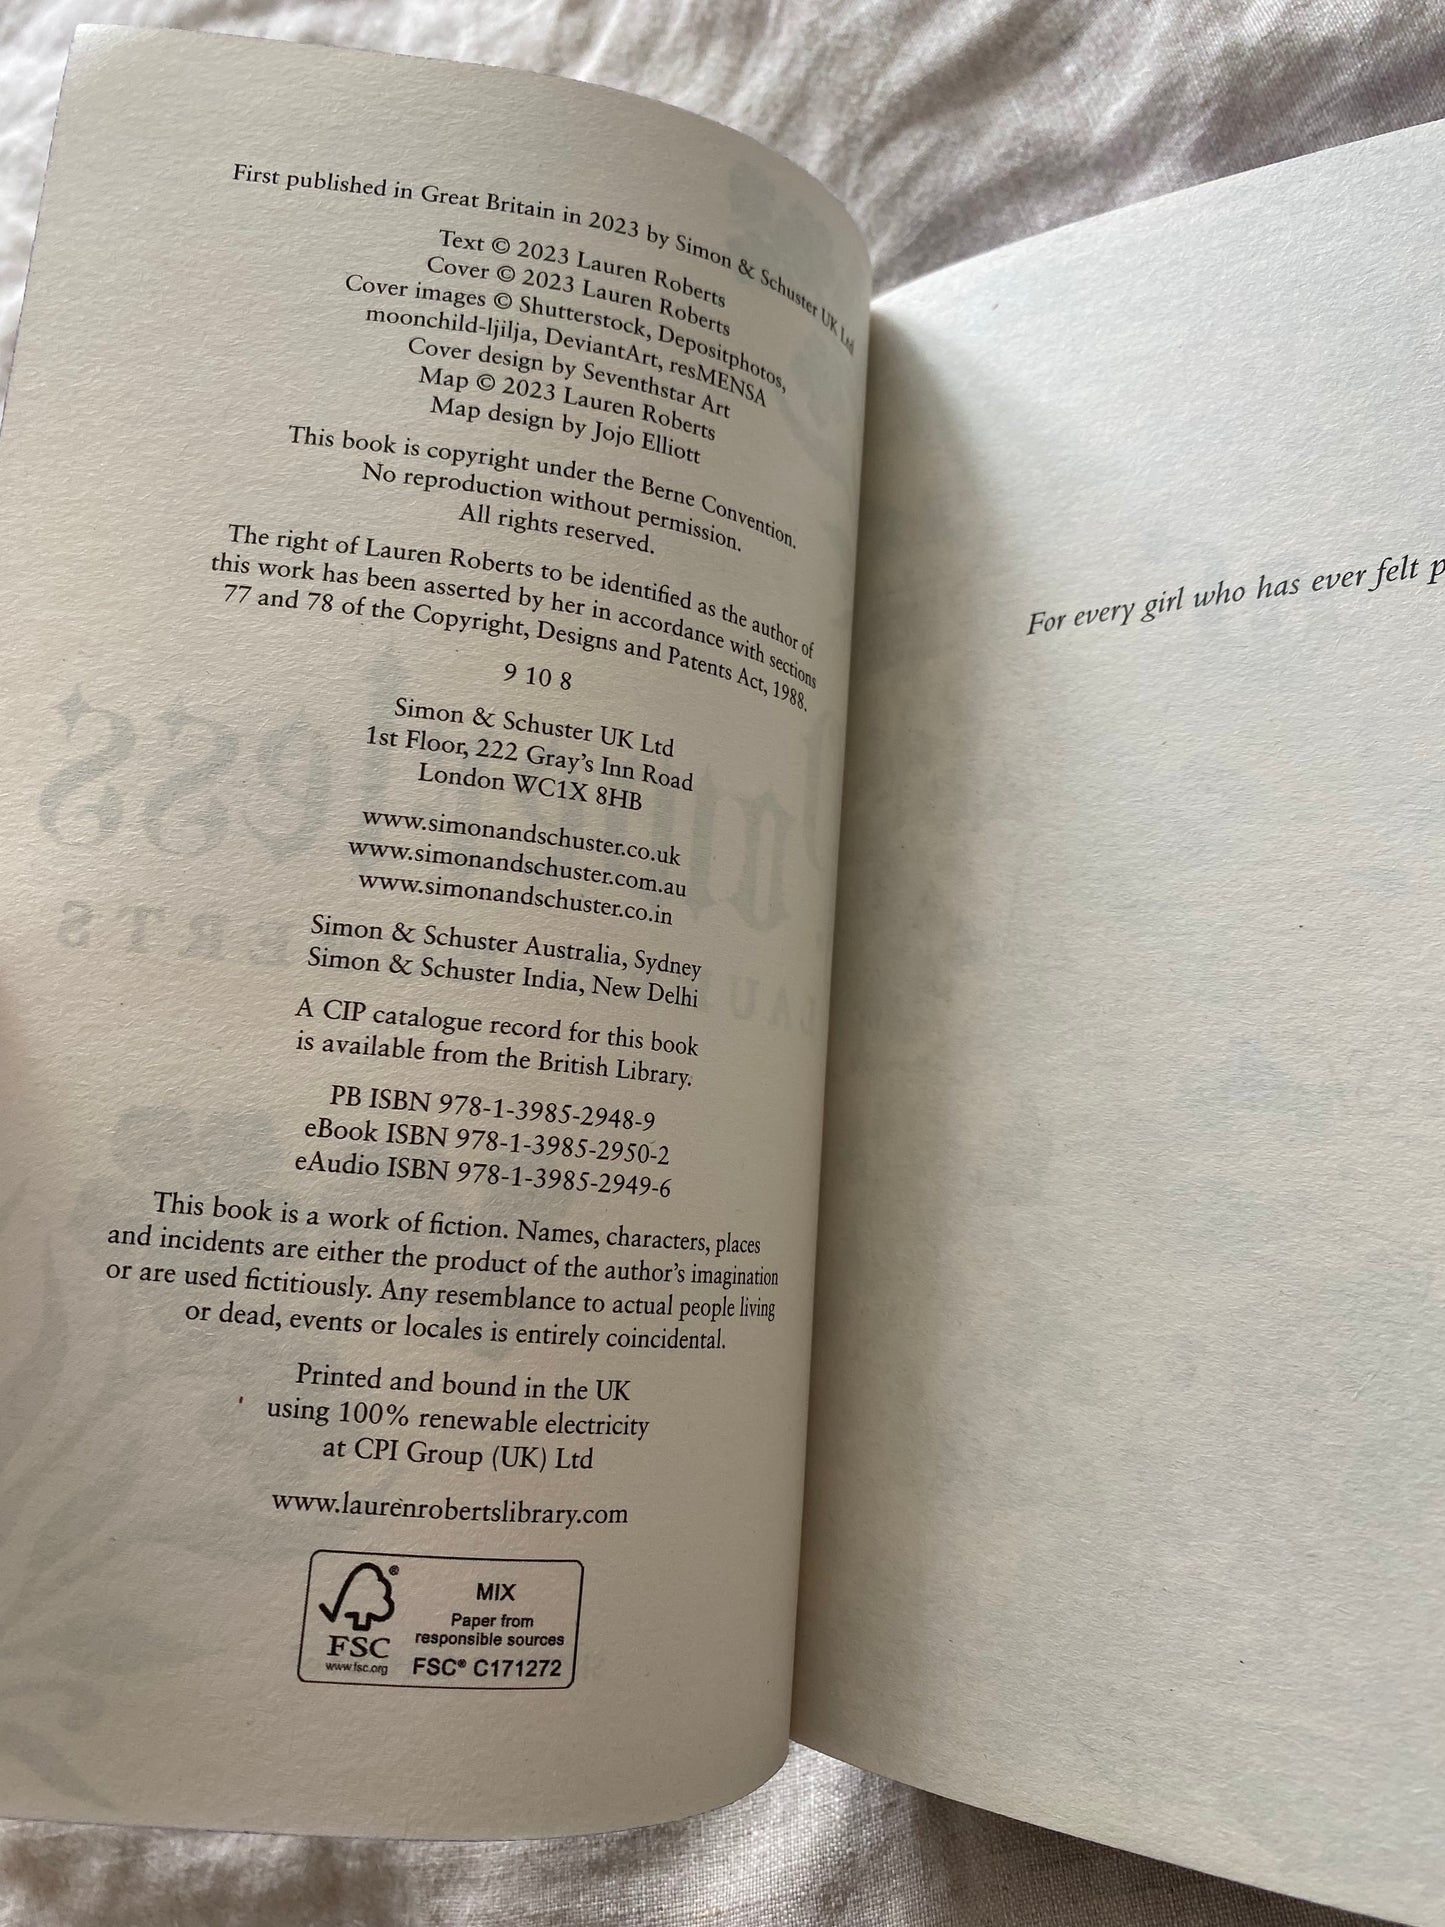 First published in Great Britain in 2023 by Simon & Schuster UK Ltd
Text © 2023 Lauren Roberts
Cover © 2023 Lauren Roberts
Cover images © Shutterstock, Depositphotos,
moonchild-ljilja, DeviantArt, resMENSA
Cover design by Seventhstar Art
Map © 2023 Lauren Roberts
Map design by Jojo Elliott
This book is copyright under the Berne Convention.
No reproduction without permission.
All rights reserved.
The right of Lauren Roberts to be identified as the author of
this work has been asserted by her in accordance with sections
77 and 78 of the Copyright, Designs and Patents Act, 1988.
9 10 8
Simon & Schuster UK Ltd
1st Floor, 222 Gray's Inn Road
London WC1X 8HB
www.simonandschuster.co.uk
www.simonandschuster.com.au
www.simonandschuster.co.in
Simon & Schuster Australia, Sydney
Simon & Schuster India, New Delhi
A CIP catalogue record for this book
is available from the British Library.
PB ISBN 978-1-3985-2948-9
eBook ISBN 978-1-3985-2950-2
eAudio ISBN 978-1-3985-2949-6
This book is a work of fiction. Names, characters, places
and incidents are either the product of the author's imagination
or are used fictitiously. Any resemblance to actual people living
or dead, events or locales is entirely coincidental.
Printed and bound in the UK
using 100% renewable electricity
at CPI Group (UK) Ltd
www.laurenrobertslibrary.com
FSC
www.fsc.org
MIX
Paper from
responsible sources
FSC® C171272
For every girl who has ever felt p